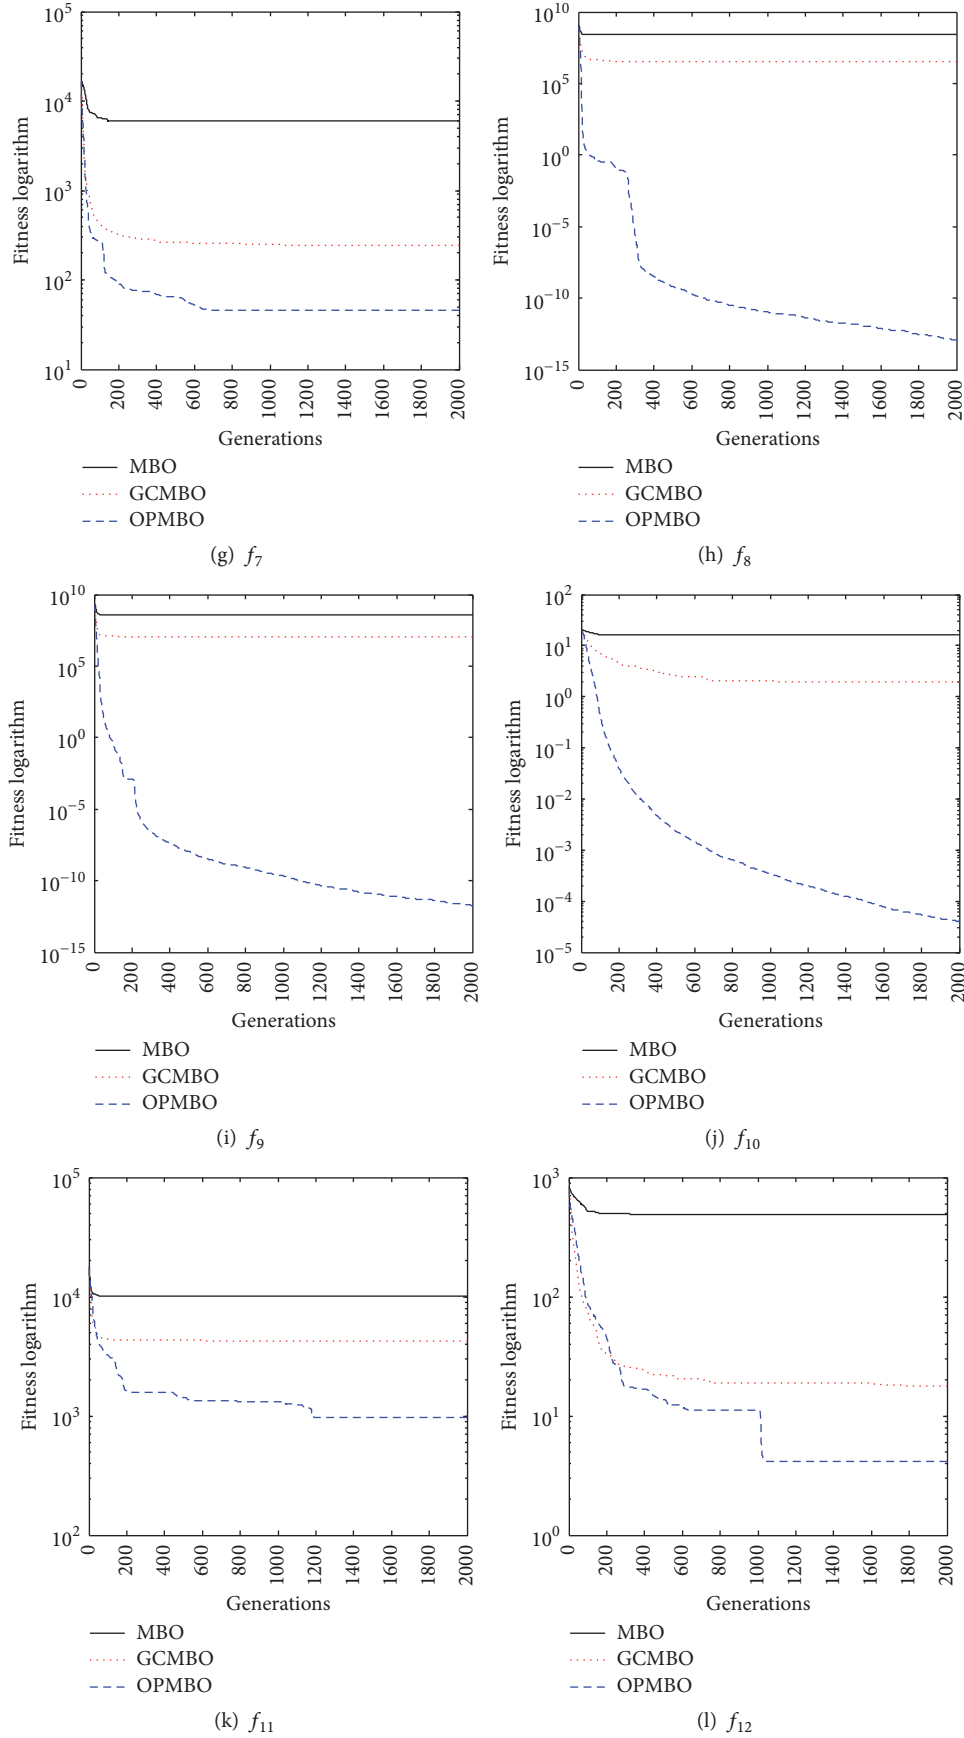 10^5
10^4
10^3
10^2
10^1
Fitness logarithm
0 200 400 600 800 1000 1200 1400 1600 1800 2000
Generations
MBO
GCMBO
OPMBO
(g) f_7
10^10
10^5
10^0
10^−5
10^−10
10^−15
Fitness logarithm
0 200 400 600 800 1000 1200 1400 1600 1800 2000
Generations
MBO
GCMBO
OPMBO
(h) f_8
10^10
10^5
10^0
10^−5
10^−10
10^−15
Fitness logarithm
0 200 400 600 800 1000 1200 1400 1600 1800 2000
Generations
MBO
GCMBO
OPMBO
(i) f_9
10^2
10^1
10^0
10^−1
10^−2
10^−3
10^−4
10^−5
Fitness logarithm
0 200 400 600 800 1000 1200 1400 1600 1800 2000
Generations
MBO
GCMBO
OPMBO
(j) f_10
10^5
10^4
10^3
10^2
Fitness logarithm
0 200 400 600 800 1000 1200 1400 1600 1800 2000
Generations
MBO
GCMBO
OPMBO
(k) f_11
10^3
10^2
10^1
10^0
Fitness logarithm
0 200 400 600 800 1000 1200 1400 1600 1800 2000
Generations
MBO
GCMBO
OPMBO
(l) f_12